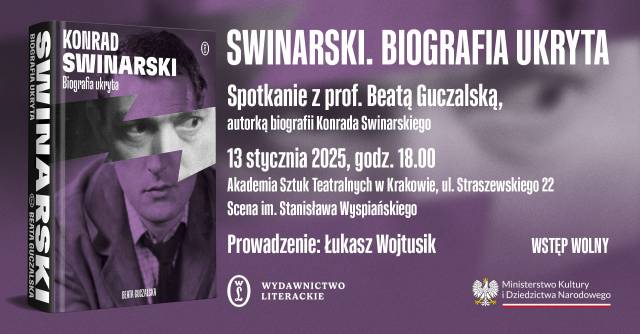 KONRAD
SWINARSKI
Biografia ukryta
BEATA GUCZALSKA
SWINARSKI
BIOGRAFIA UKRYTA
BEATA GUCZALSKA
SWINARSKI. BIOGRAFIA UKRYTA
Spotkanie z prof. Beatą Guczalską,
autorką biografii Konrada Swinarskiego
13 stycznia 2025, godz. 18.00
Akademia Sztuk Teatralnych w Krakowie, ul. Straszewskiego 22
Scena im. Stanisława Wyspiańskiego
Prowadzenie: Łukasz Wojtusik
WSTĘP WOLNY
WYDAWNICTWO
LITERACKIE
Ministerstwo Kultury
i Dziedzictwa Narodowego